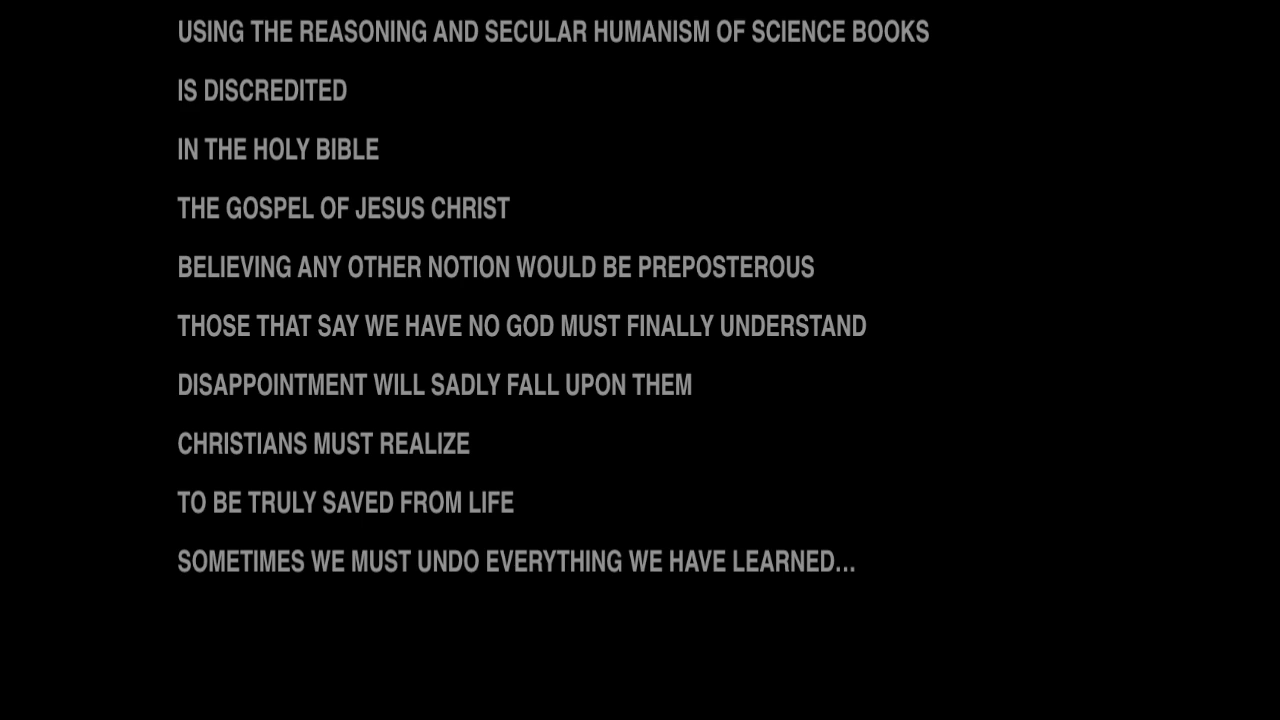 USING THE REASONING AND SECULAR HUMANISM OF SCIENCE BOOKS
IS DISCREDITED
IN THE HOLY BIBLE
THE GOSPEL OF JESUS CHRIST
BELIEVING ANY OTHER NOTION WOULD BE PREPOSTEROUS
THOSE THAT SAY WE HAVE NO GOD MUST FINALLY UNDERSTAND
DISAPPOINTMENT WILL SADLY FALL UPON THEM
CHRISTIANS MUST REALIZE
TO BE TRULY SAVED FROM LIFE
SOMETIMES WE MUST UNDO EVERYTHING WE HAVE LEARNED...